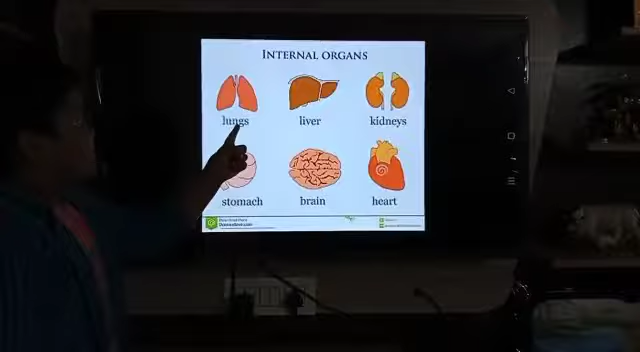 INTERNAL ORGANS
lungs liver kidneys
stomach brain heart